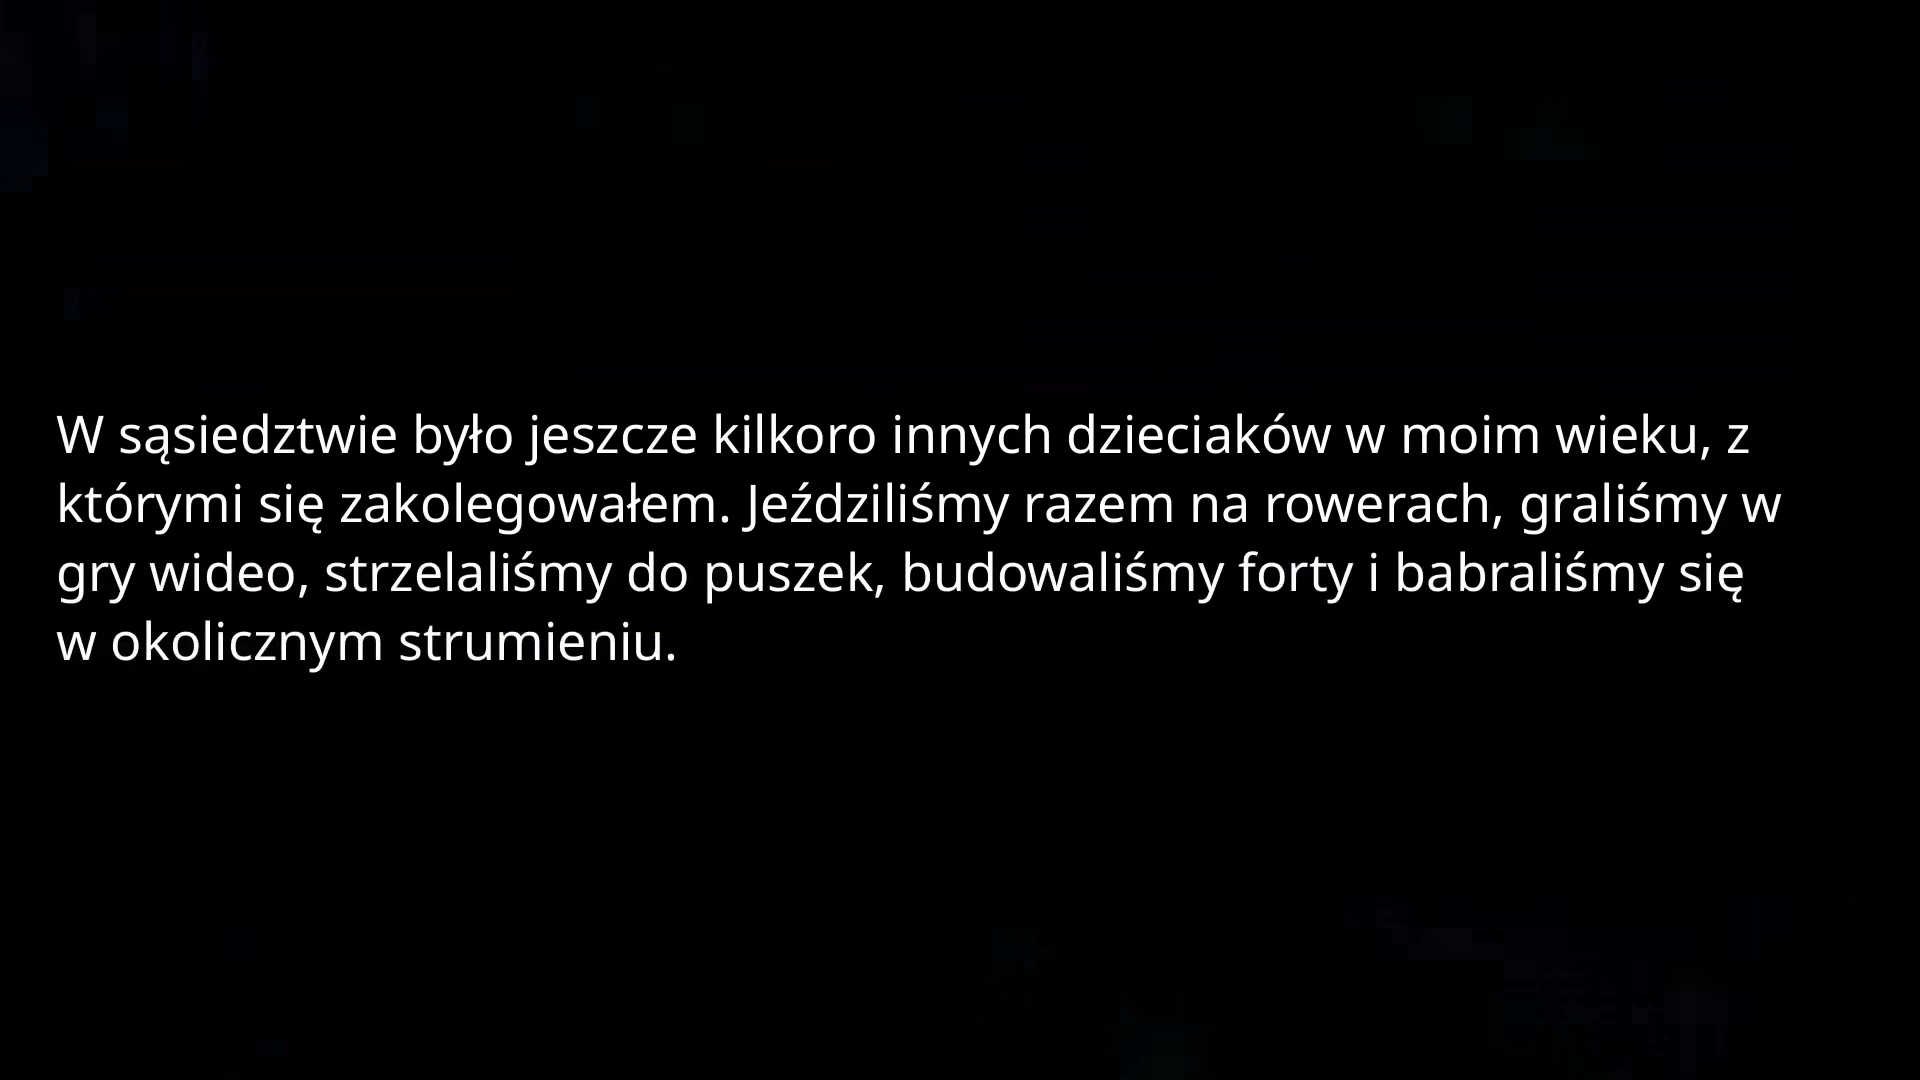 W sąsiedztwie było jeszcze kilkoro innych dzieciaków w moim wieku, z
którymi się zakolegowałem. Jeździliśmy razem na rowerach, graliśmy w
gry wideo, strzelaliśmy do puszek, budowaliśmy forty i babraliśmy się
w okolicznym strumieniu.